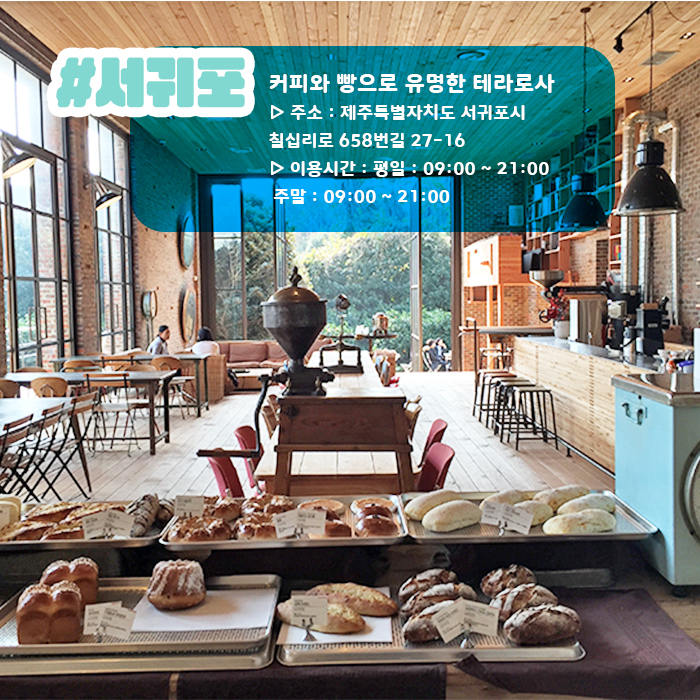 #서귀포
커피와 빵으로 유명한 테라로사
▷ 주소 : 제주특별자치도 서귀포시
칠십리로 658번길 27-16
▷ 이용시간 : 평일 : 09:00 ~ 21:00
주말 : 09:00 ~ 21:00